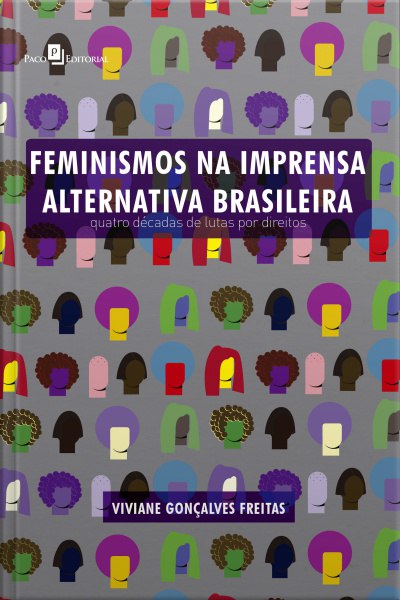 PACO EDITORIAL
FEMINISMOS NA IMPRENSA
ALTERNATIVA BRASILEIRA
quatro décadas de lutas por direitos
VIVIANE GONÇALVES FREITAS